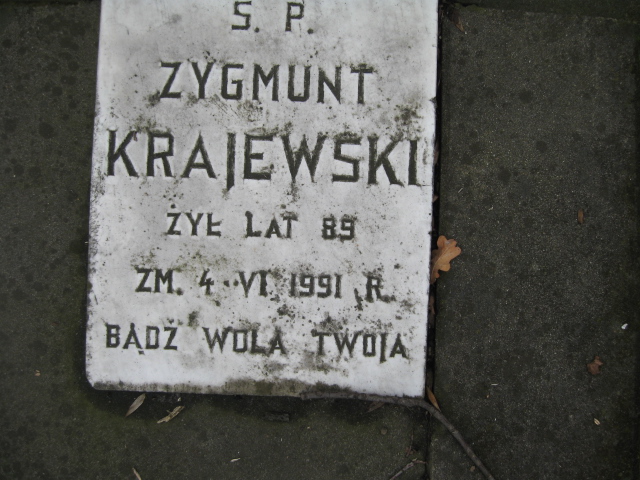 S. P.
ZYGMUNT
KRAJEWSKI
ŻYŁ LAT 89
ZM. 4 VI 1991 R.
BĄDŹ WOLA TWOJA